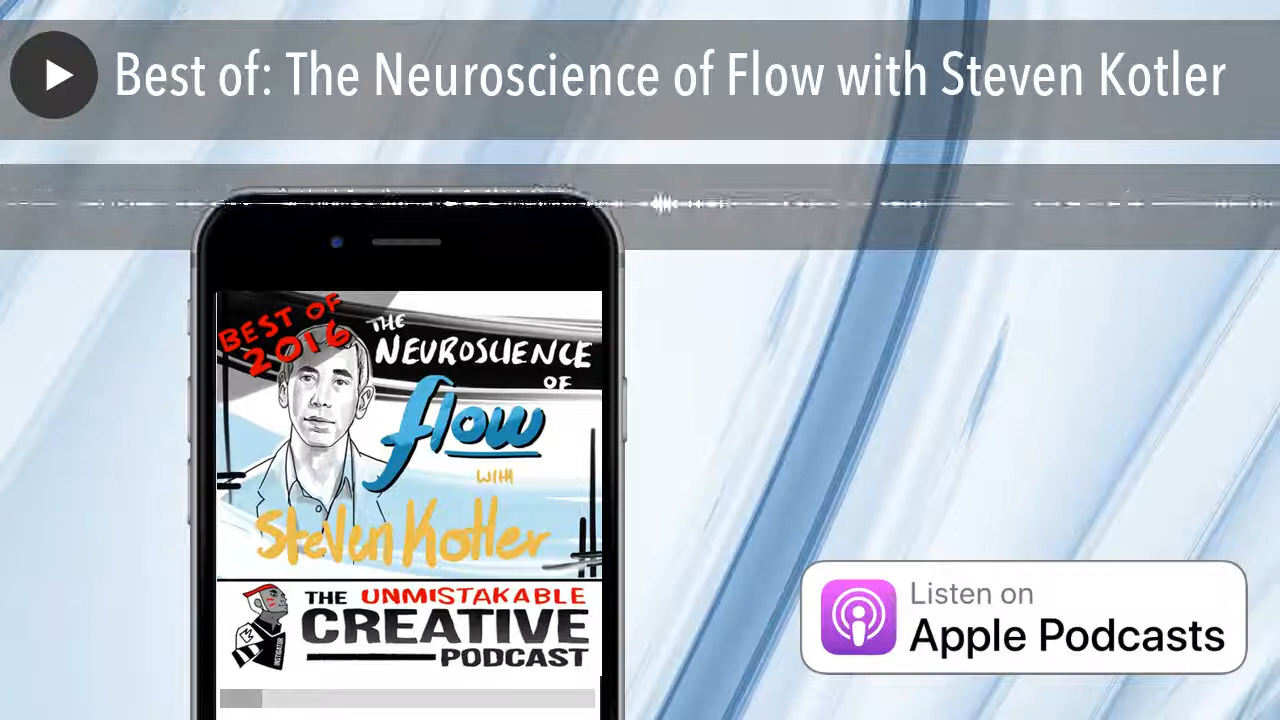 Best of: The Neuroscience of Flow with Steven Kotler
BEST OF
2016
THE
NEUROSCIENCE
OF
flow
WITH
Steven Kotler
THE UNMISTAKABLE
CREATIVE
PODCAST
INSTIGATOR
Listen on
Apple Podcasts